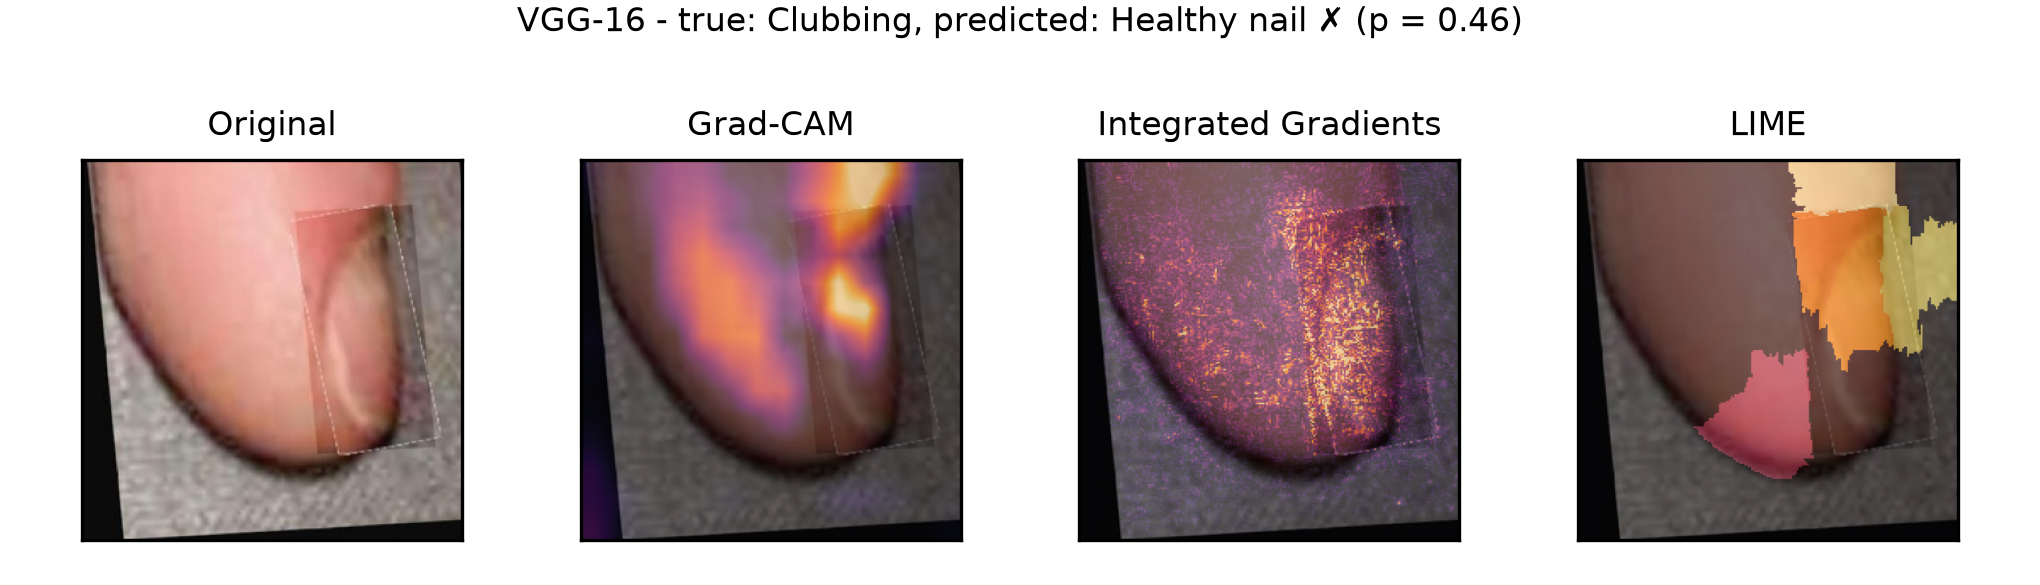 VGG-16 - true: Clubbing, predicted: Healthy nail ✗ (p = 0.46)
Original
Grad-CAM
Integrated Gradients
LIME